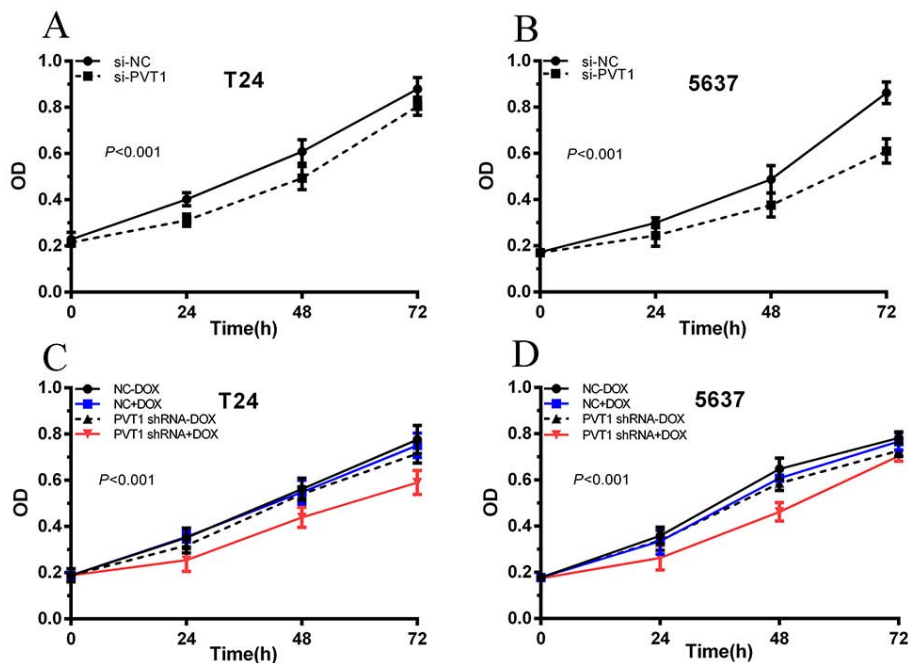 A
si-NC
si-PVT1
T24
P<0.001
OD
1.0
0.8
0.6
0.4
0.2
0.0
0 24 48 72
Time(h)
B
si-NC
si-PVT1
5637
P<0.001
OD
1.0
0.8
0.6
0.4
0.2
0.0
0 24 48 72
Time(h)
C
NC-DOX
NC+DOX
PVT1 shRNA-DOX
PVT1 shRNA+DOX
T24
P<0.001
OD
1.0
0.8
0.6
0.4
0.2
0.0
0 24 48 72
Time(h)
D
NC-DOX
NC+DOX
PVT1 shRNA-DOX
PVT1 shRNA+DOX
5637
P<0.001
OD
1.0
0.8
0.6
0.4
0.2
0.0
0 24 48 72
Time(h)